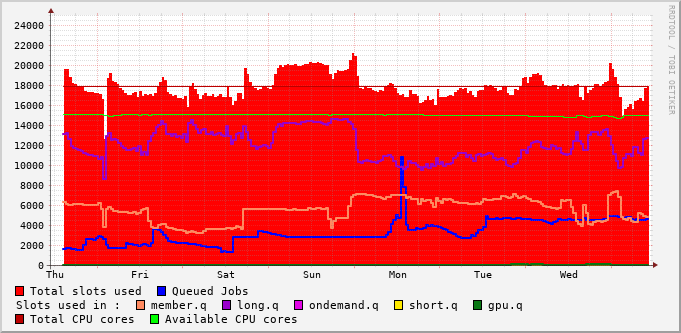 RRDTOOL / TOBI OETIKER
24000
22000
20000
18000
16000
14000
12000
10000
8000
6000
4000
2000
0
Thu Fri Sat Sun Mon Tue Wed
Total slots used Queued Jobs
Slots used in : member.q long.q ondemand.q short.q gpu.q
Total CPU cores Available CPU cores